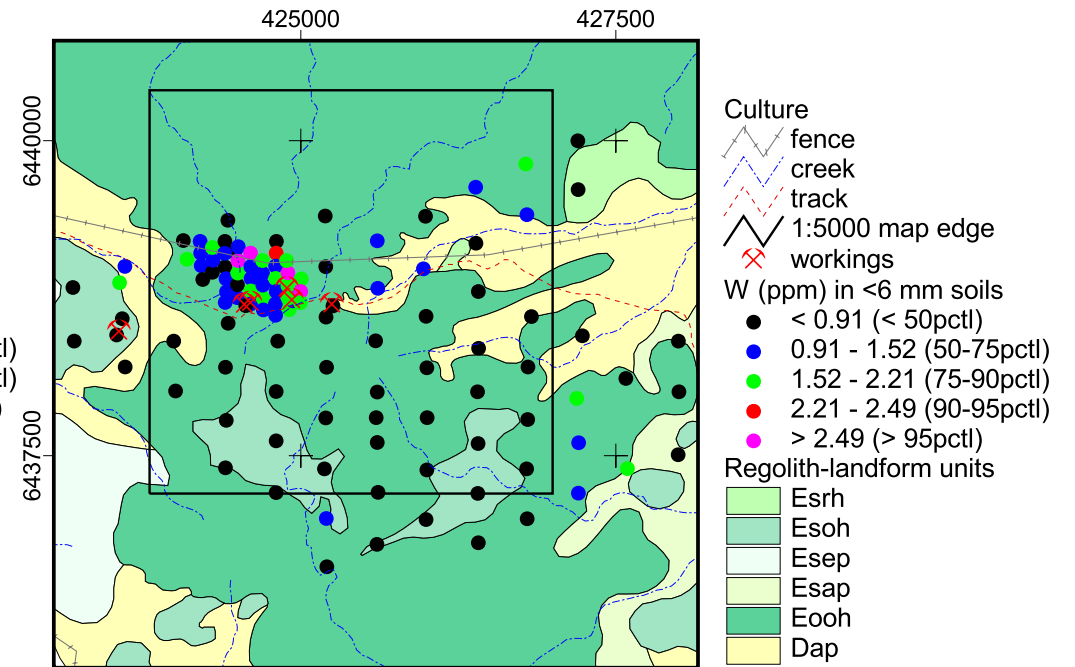 425000 427500
6440000
6437500
tl)
tl)
)
Culture
fence
creek
track
1:5000 map edge
workings
W (ppm) in <6 mm soils
< 0.91 (< 50pctl)
0.91 - 1.52 (50-75pctl)
1.52 - 2.21 (75-90pctl)
2.21 - 2.49 (90-95pctl)
> 2.49 (> 95pctl)
Regolith-landform units
Esrh
Esoh
Esep
Esap
Eooh
Dap